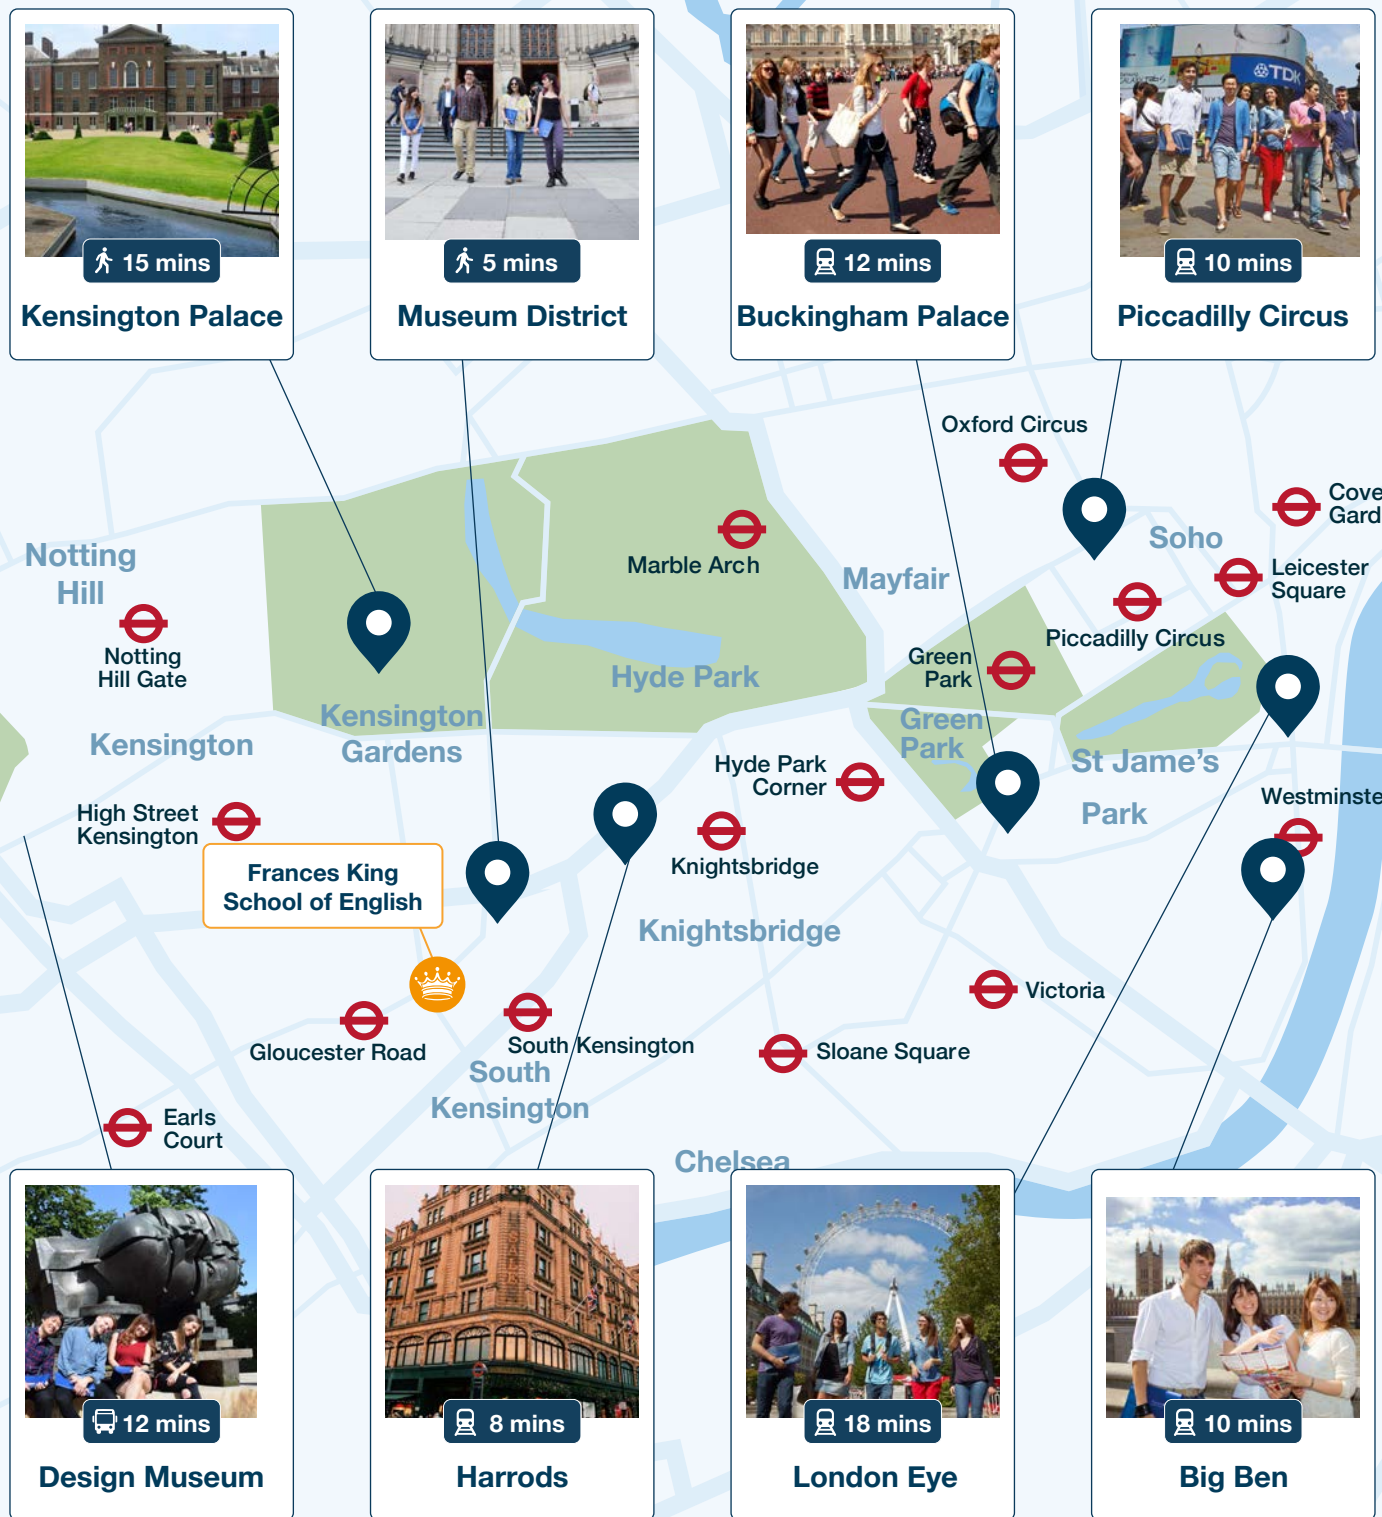 TDK
15 mins
Kensington Palace
5 mins
Museum District
12 mins
Buckingham Palace
10 mins
Piccadilly Circus
Oxford Circus
Cove
Gard
Soho
Notting
Hill
Marble Arch
Mayfair
Leicester
Square
Notting
Hill Gate
Piccadilly Circus
Green
Park
Hyde Park
Kensington
Gardens
Green
Park
Kensington
St Jame's
Park
Hyde Park
Corner
Westminste
High Street
Kensington
Knightsbridge
Frances King
School of English
Knightsbridge
Victoria
Gloucester Road
South Kensington
Sloane Square
South
Kensington
Earls
Court
Chelsea
12 mins
Design Museum
8 mins
Harrods
18 mins
London Eye
10 mins
Big Ben